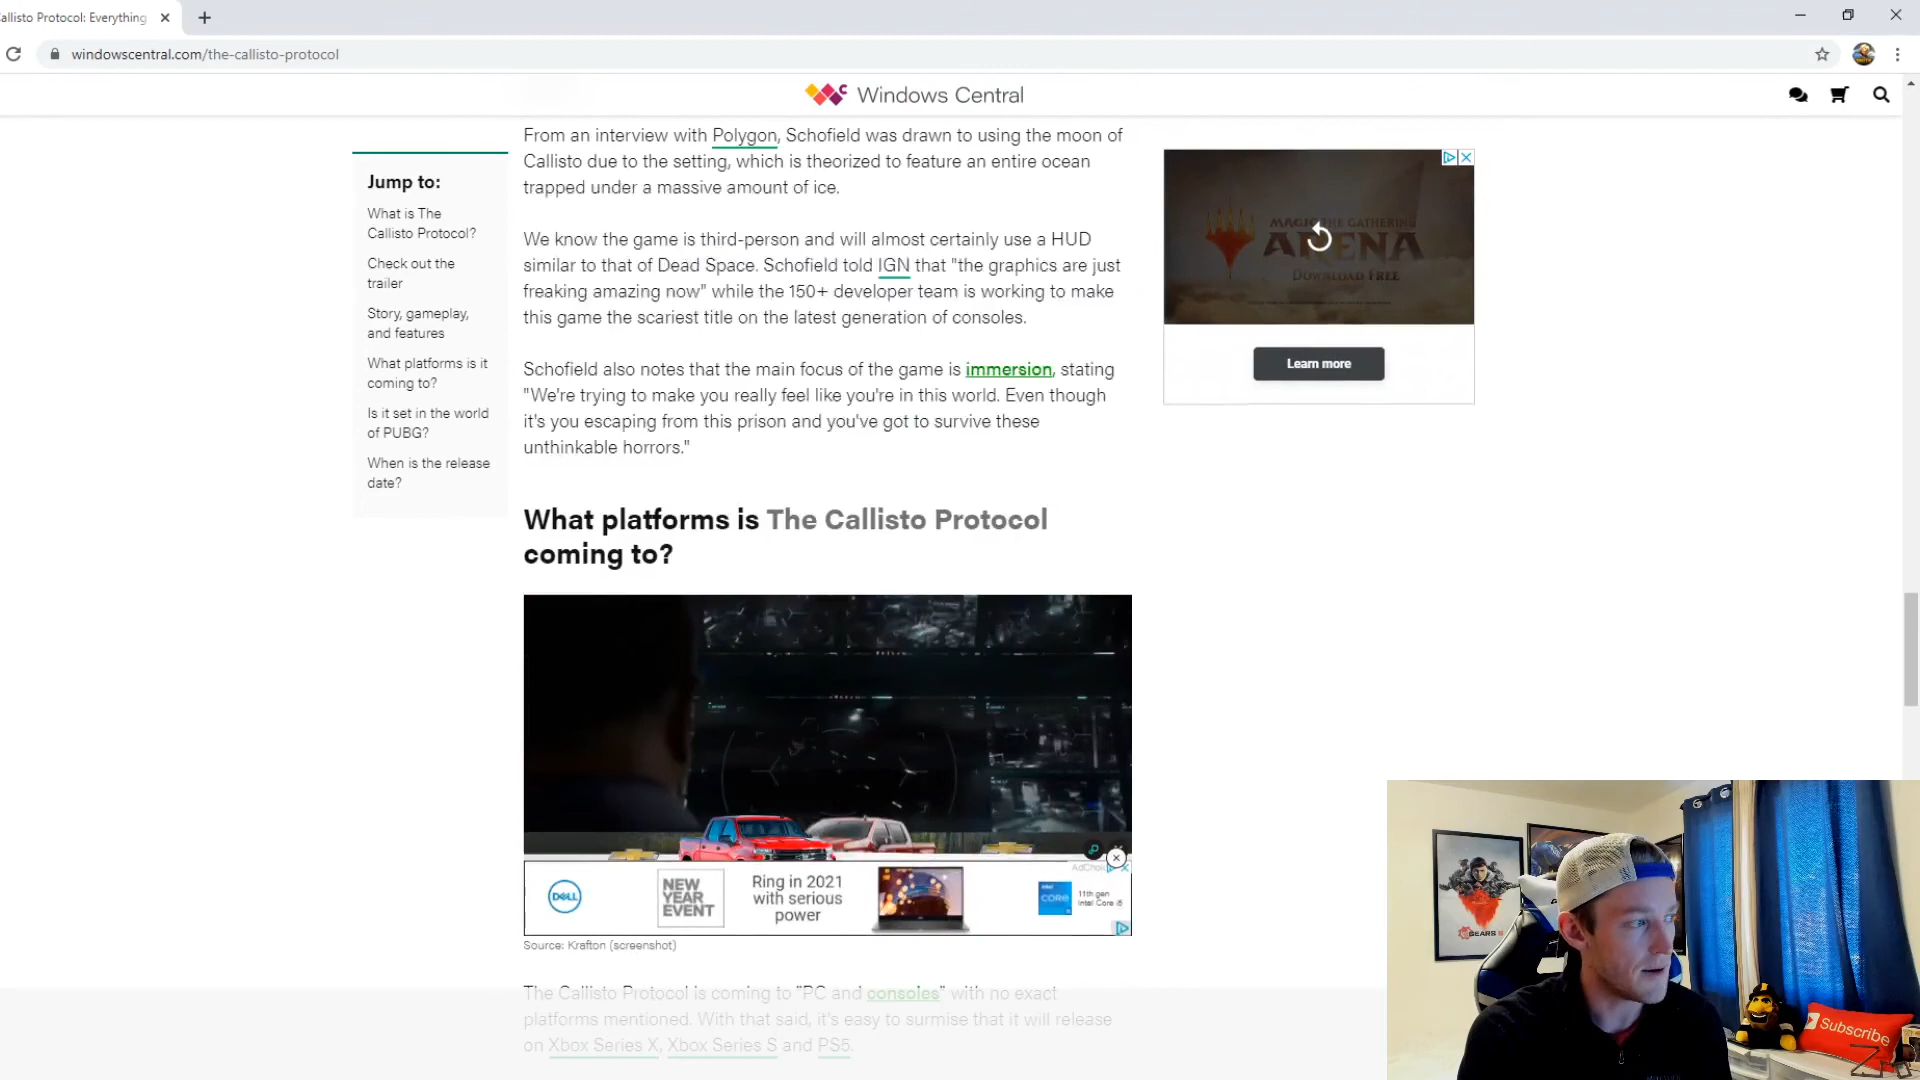 allisto Protocol: Everything
windowscentral.com/the-callisto-protocol
Windows Central
Jump to:
What is The
Callisto Protocol?
Check out the
trailer
Story, gameplay,
and features
What platforms is it
coming to?
Is it set in the world
of PUBG?
When is the release
date?
From an interview with Polygon, Schofield was drawn to using the moon of
Callisto due to the setting, which is theorized to feature an entire ocean
trapped under a massive amount of ice.
We know the game is third-person and will almost certainly use a HUD
similar to that of Dead Space. Schofield told IGN that "the graphics are just
freaking amazing now" while the 150+ developer team is working to make
this game the scariest title on the latest generation of consoles.
Schofield also notes that the main focus of the game is immersion, stating
"We're trying to make you really feel like you're in this world. Even though
it's you escaping from this prison and you've got to survive these
unthinkable horrors."
What platforms is The Callisto Protocol
coming to?
MAGIC THE GATHERING
ARENA
DOWNLOAD FREE
Learn more
AdChoi
DELL
NEW
YEAR
EVENT
Ring in 2021
with serious
power
intel
CORE
11th gen
Intel Core i5
Source: Krafton (screenshot)
The Callisto Protocol is coming to "PC and consoles" with no exact
platforms mentioned. With that said, it's easy to surmise that it will release
on Xbox Series X, Xbox Series S and PS5.
GEARS
Subscribe